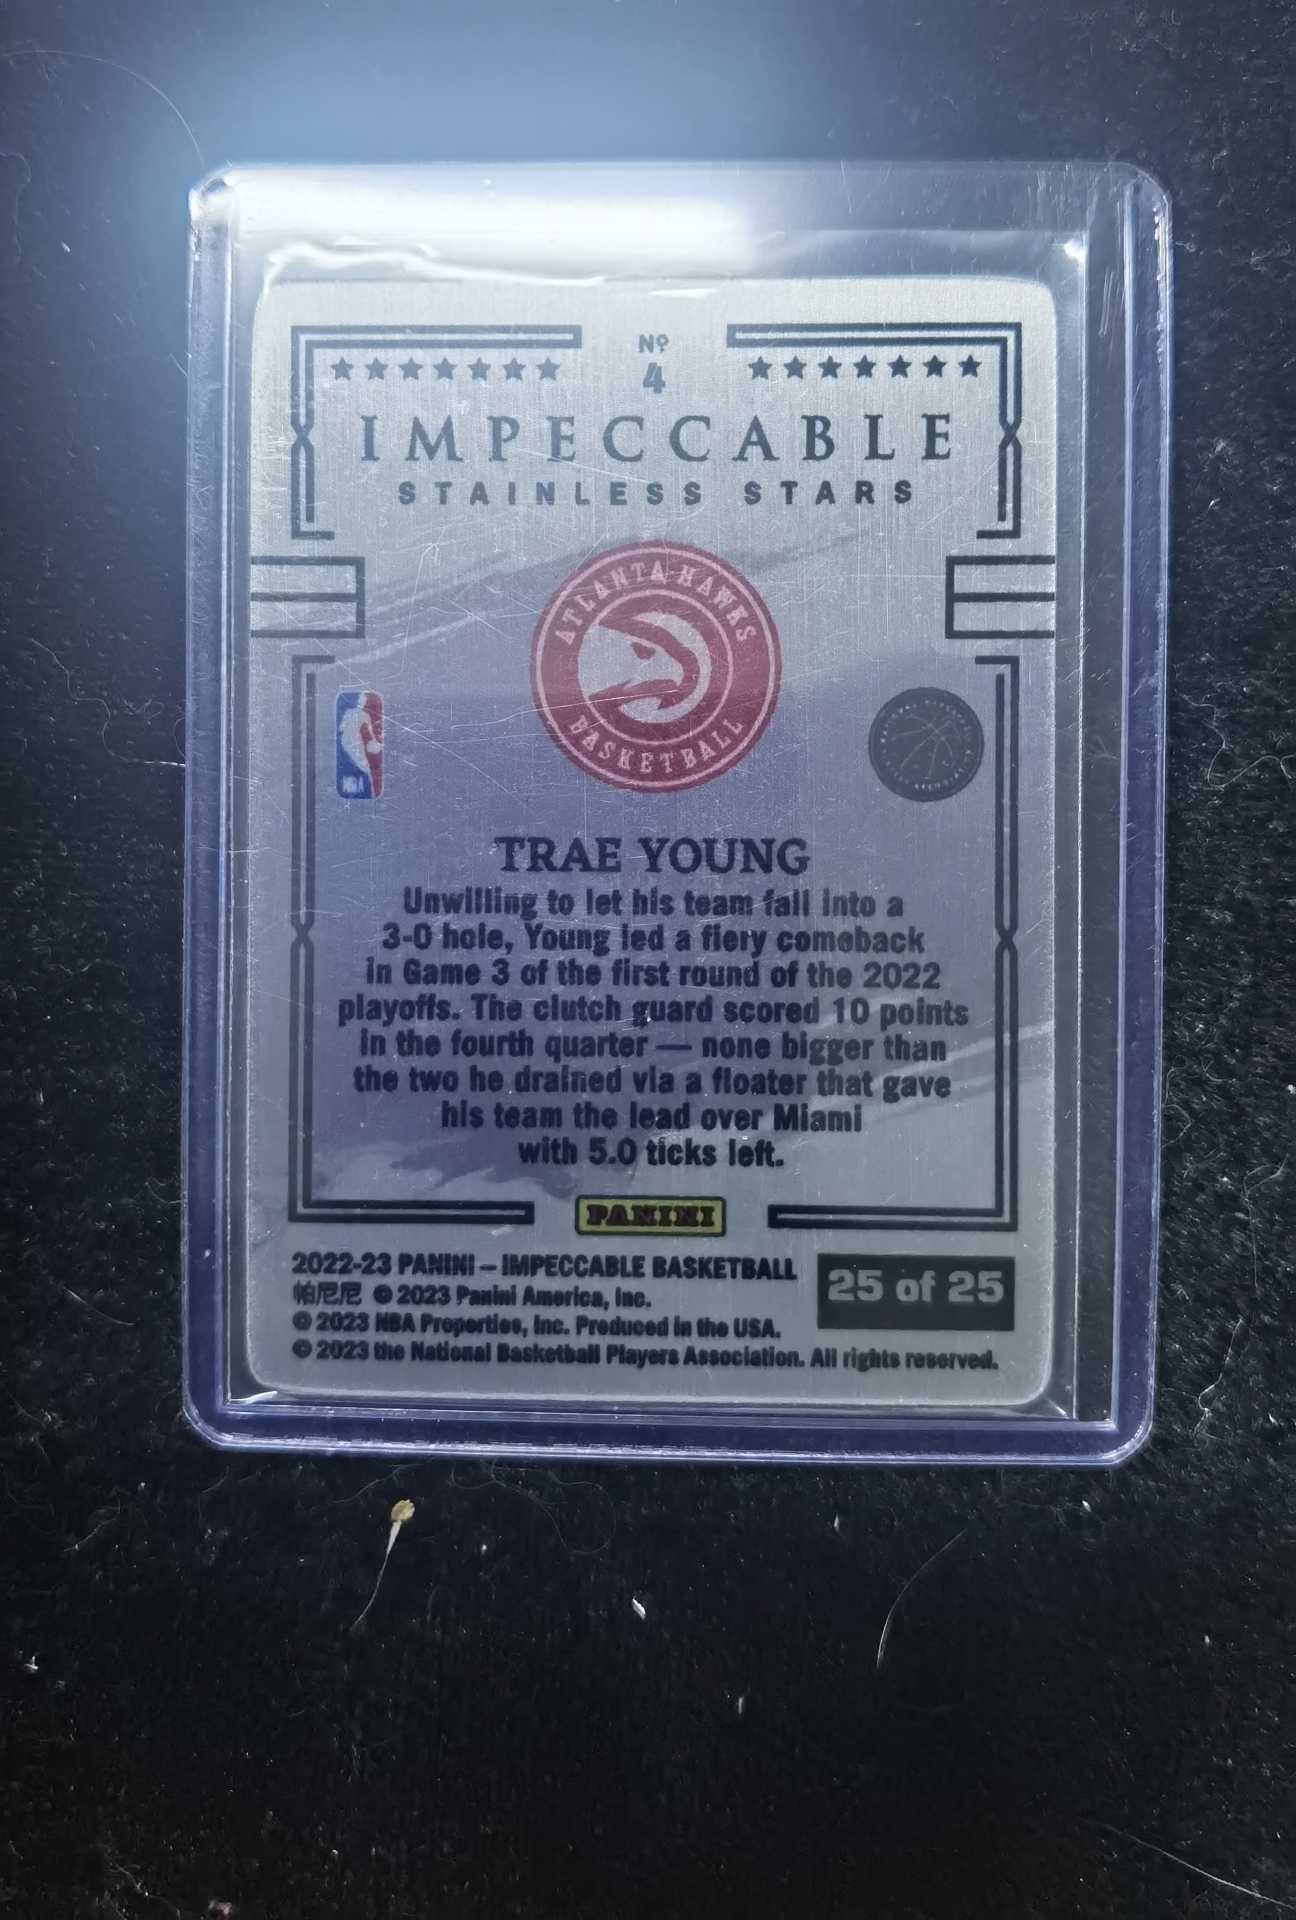 Nº
4
IMPECCABLE
STAINLESS STARS
ATLANTA HAWKS
BASKETBALL
NBA
TRAE YOUNG
Unwilling to let his team fall into a
3-0 hole, Young led a fiery comeback
in Game 3 of the first round of the 2022
playoffs. The clutch guard scored 10 points
in the fourth quarter — none bigger than
the two he drained via a floater that gave
his team the lead over Miami
with 5.0 ticks left.
PANINI
2022-23 PANINI – IMPECCABLE BASKETBALL
帕尼尼 © 2023 Panini America, Inc.
© 2023 NBA Properties, Inc. Produced in the USA.
© 2023 the National Basketball Players Association. All rights reserved.
25 of 25